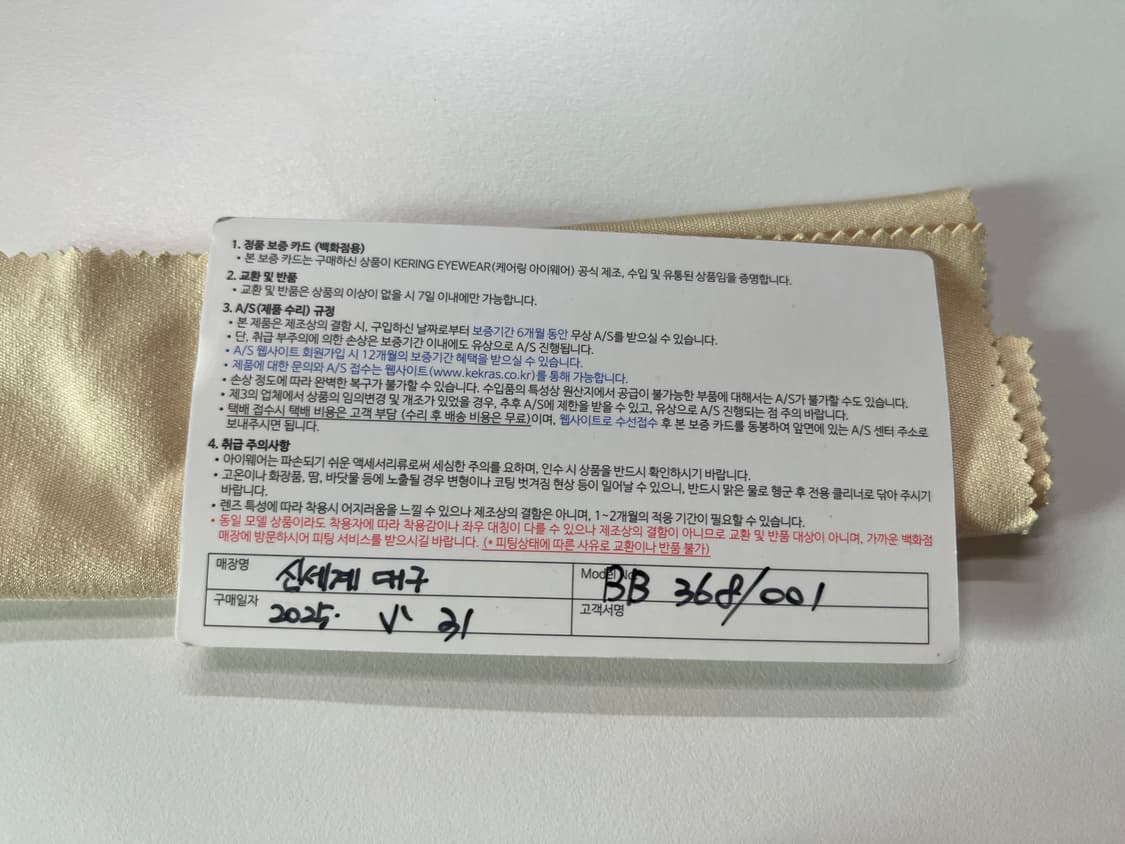 1. 정품 보증 카드 (백화점용)
• 본 보증 카드는 구매하신 상품이 KERING EYEWEAR(케어링 아이웨어) 공식 제조, 수입 및 유통된 상품임을 증명합니다.
2. 교환 및 반품
• 교환 및 반품은 상품의 이상이 없을 시 7일 이내에만 가능합니다.
3. A/S(제품 수리) 규정
• 본 제품은 제조상의 결함 시, 구입하신 날짜로부터 보증기간 6개월 동안 무상 A/S를 받으실 수 있습니다.
• 단, 취급 부주의에 의한 손상은 보증기간 이내에도 유상으로 A/S 진행됩니다.
• A/S 웹사이트 회원가입 시 12개월의 보증기간 혜택을 받으실 수 있습니다.
• 제품에 대한 문의와 A/S 접수는 웹사이트(www.kekras.co.kr)를 통해 가능합니다.
• 손상 정도에 따라 완벽한 복구가 불가할 수 있습니다. 수입품의 특성상 원산지에서 공급이 불가능한 부품에 대해서는 A/S가 불가할 수도 있습니다.
• 제3의 업체에서 상품의 임의변경 및 개조가 있었을 경우, 추후 A/S에 제한을 받을 수 있고, 유상으로 A/S 진행되는 점 주의 바랍니다.
• 택배 접수시 택배 비용은 고객 부담 (수리 후 배송 비용은 무료)이며, 웹사이트로 수선접수 후 본 보증 카드를 동봉하여 앞면에 있는 A/S 센터 주소로
보내주시면 됩니다.
4. 취급 주의사항
• 아이웨어는 파손되기 쉬운 액세서리류로써 세심한 주의를 요하며, 인수 시 상품을 반드시 확인하시기 바랍니다.
• 고온이나 화장품, 땀, 바닷물 등에 노출될 경우 변형이나 코팅 벗겨짐 현상 등이 일어날 수 있으니, 반드시 맑은 물로 헹군 후 전용 클리너로 닦아 주시기
바랍니다.
• 렌즈 특성에 따라 착용시 어지러움을 느낄 수 있으나 제조상의 결함은 아니며, 1~2개월의 적응 기간이 필요할 수 있습니다.
• 동일 모델 상품이라도 착용자에 따라 착용감이나 좌우 대칭이 다를 수 있으나 제조상의 결함이 아니므로 교환 및 반품 대상이 아니며, 가까운 백화점
매장에 방문하시어 피팅 서비스를 받으시길 바랍니다. (* 피팅상태에 따른 사유로 교환이나 반품 불가)
매장명 신세계 대구 Model No BB 368/001
구매일자 2025. V 31 고객서명